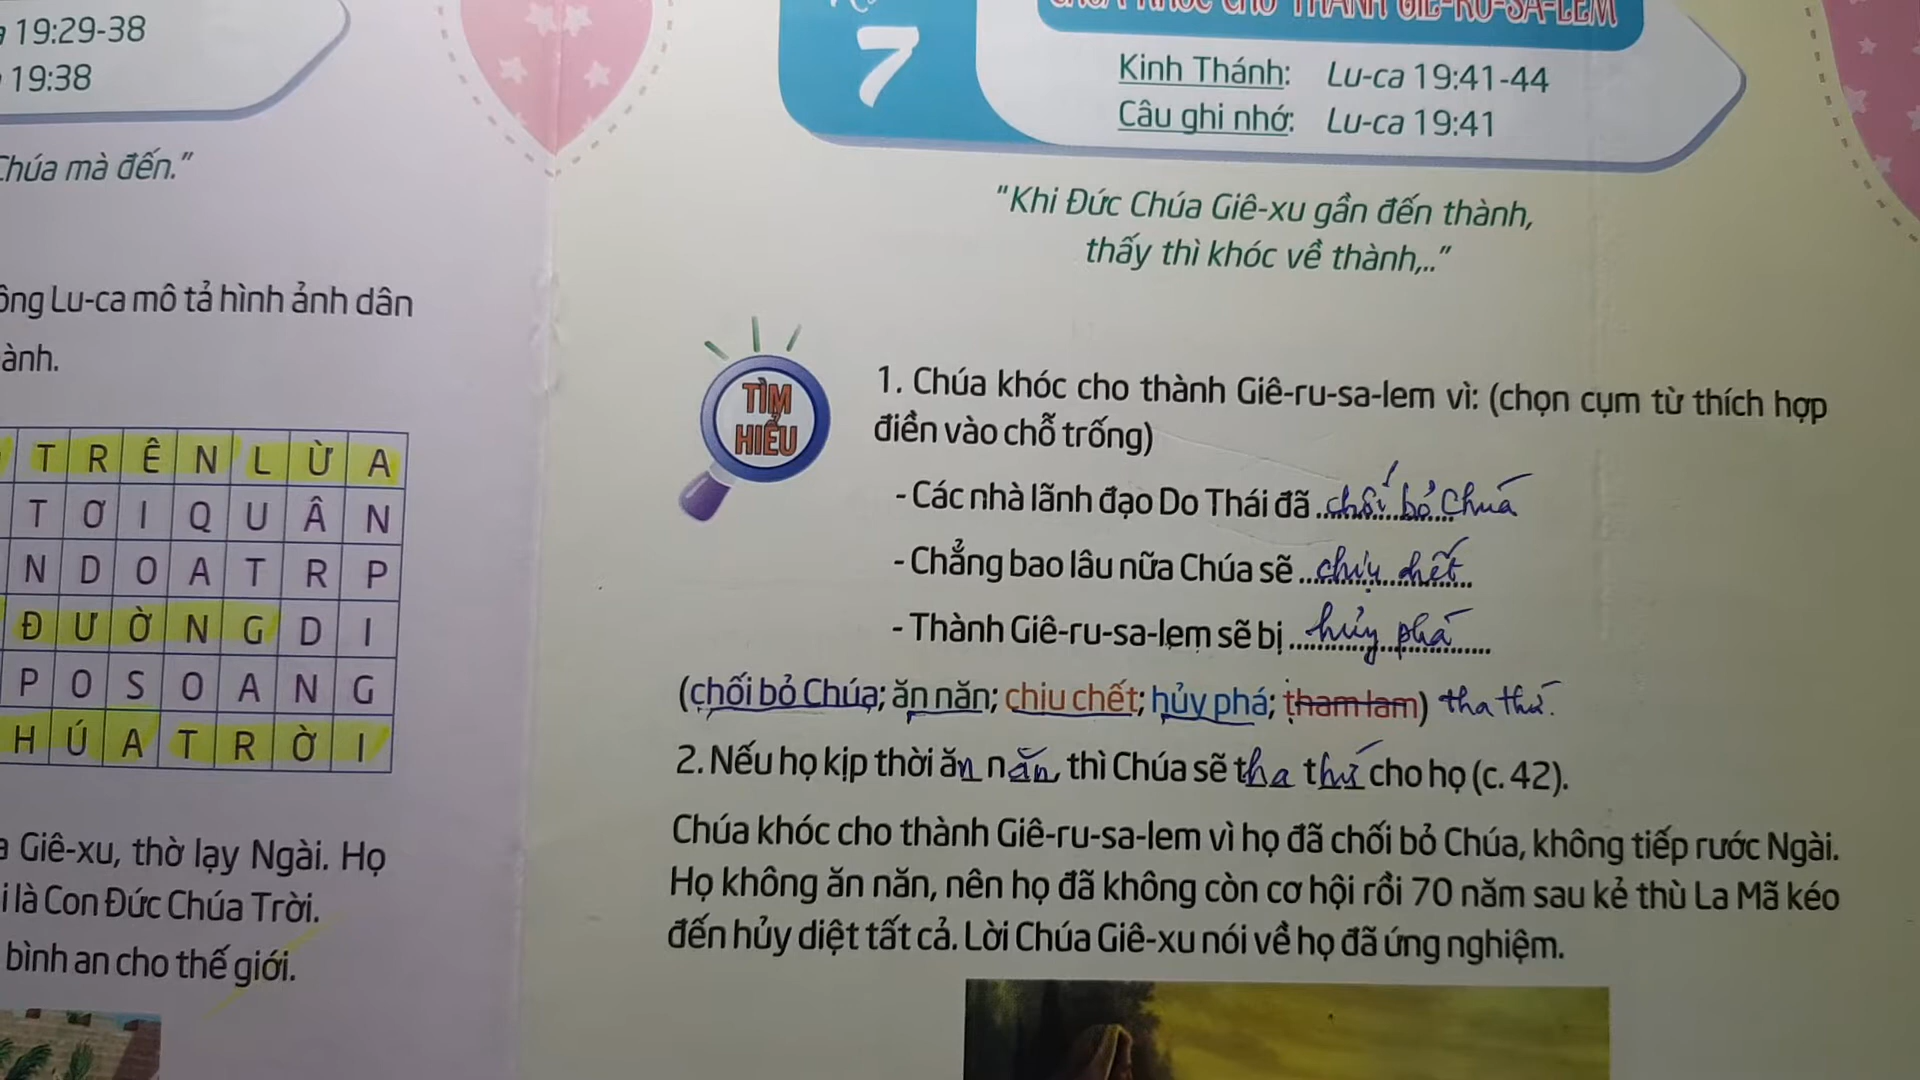 19:29-38
19:38
Chúa mà đến.”
ông Lu-ca mô tả hình ảnh dân
ành.
T R Ê N L Ừ A
T Ơ I Q U Â N
N D O A T R P
Đ Ư Ờ N G D I
P O S O A N G
H Ú A T R Ờ I
Giê-xu, thờ lạy Ngài. Họ
i là Con Đức Chúa Trời.
bình an cho thế giới.
7
CHÚA KHÓC CHO THÀNH GIÊ-RU-SA-LEM
Kinh Thánh: Lu-ca 19:41-44
Câu ghi nhớ: Lu-ca 19:41
"Khi Đức Chúa Giê-xu gần đến thành,
thấy thì khóc về thành,..”
TÌM
HIỂU
1. Chúa khóc cho thành Giê-ru-sa-lem vì: (chọn cụm từ thích hợp
điền vào chỗ trống)
- Các nhà lãnh đạo Do Thái đã chối bỏ Chúa
- Chẳng bao lâu nữa Chúa sẽ chịu chết
- Thành Giê-ru-sa-lem sẽ bị hủy phá
(chối bỏ Chúa; ăn năn; chịu chết; hủy phá; tham lam) tha thứ.
2. Nếu họ kịp thời ăn năn, thì Chúa sẽ tha thứ cho họ (c. 42).
Chúa khóc cho thành Giê-ru-sa-lem vì họ đã chối bỏ Chúa, không tiếp rước Ngài.
Họ không ăn năn, nên họ đã không còn cơ hội rồi 70 năm sau kẻ thù La Mã kéo
đến hủy diệt tất cả. Lời Chúa Giê-xu nói về họ đã ứng nghiệm.